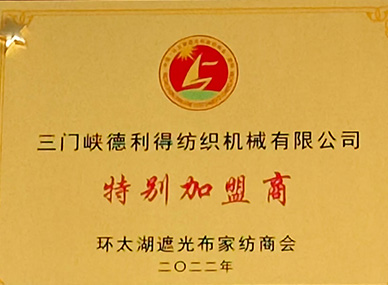 三门峡德利得纺织机械有限公司
特别加盟商
环太湖遮光布家纺商会
二〇二二年